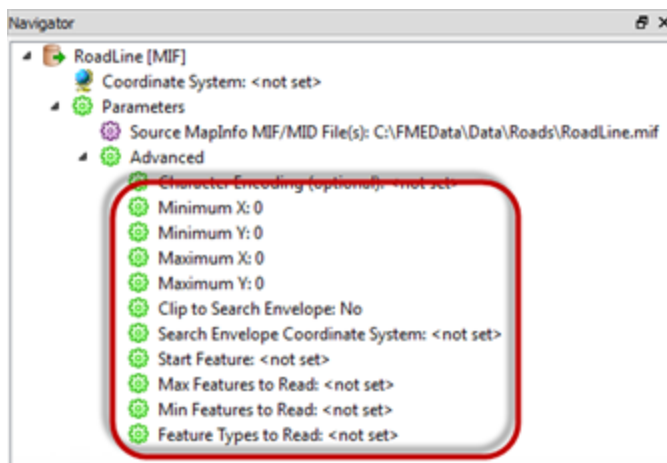 Navigator
RoadLine [MIF]
Coordinate System: <not set>
Parameters
Source MapInfo MIF/MID File(s): C:\FMEData\Data\Roads\RoadLine.mif
Advanced
Character Encoding (optional): <not set>
Minimum X: 0
Minimum Y: 0
Maximum X: 0
Maximum Y: 0
Clip to Search Envelope: No
Search Envelope Coordinate System: <not set>
Start Feature: <not set>
Max Features to Read: <not set>
Min Features to Read: <not set>
Feature Types to Read: <not set>